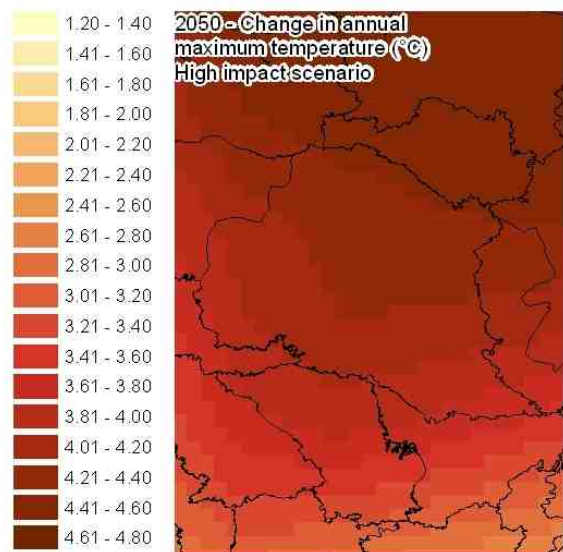 2050 - Change in annual
maximum temperature (°C)
High impact scenario
1.20 - 1.40
1.41 - 1.60
1.61 - 1.80
1.81 - 2.00
2.01 - 2.20
2.21 - 2.40
2.41 - 2.60
2.61 - 2.80
2.81 - 3.00
3.01 - 3.20
3.21 - 3.40
3.41 - 3.60
3.61 - 3.80
3.81 - 4.00
4.01 - 4.20
4.21 - 4.40
4.41 - 4.60
4.61 - 4.80